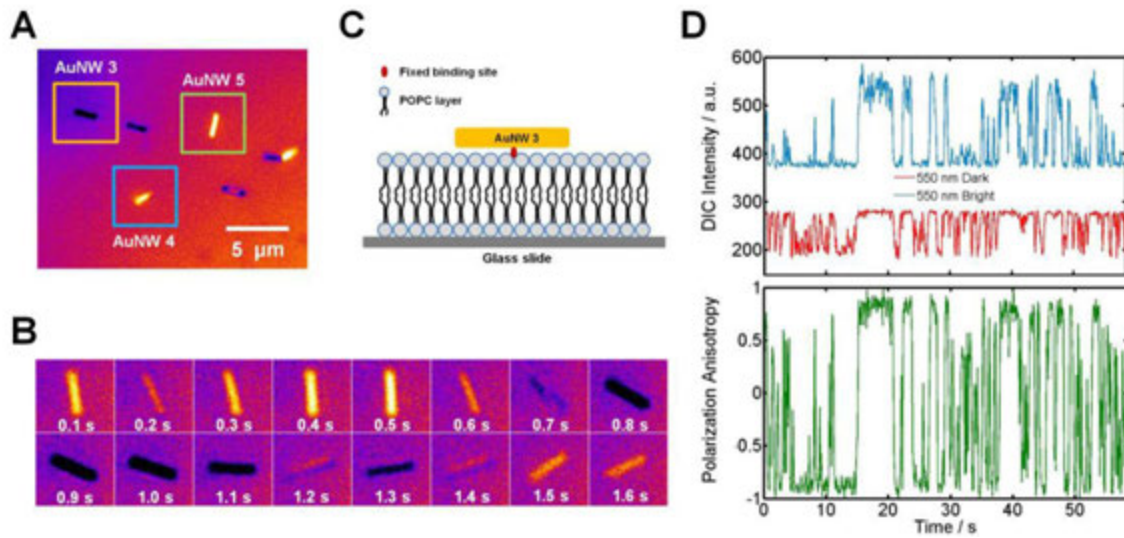 A
AuNW 3
AuNW 5
AuNW 4
5 μm
B
0.1 s 0.2 s 0.3 s 0.4 s 0.5 s 0.6 s 0.7 s 0.8 s
0.9 s 1.0 s 1.1 s 1.2 s 1.3 s 1.4 s 1.5 s 1.6 s
C
Fixed binding site
POPC layer
AuNW 3
Glass slide
D
DIC Intensity / a.u.
600
500
400
300
200
550 nm Dark
550 nm Bright
Polarization Anisotropy
1
0.5
0
-0.5
-1
0 10 20 30 40 50
Time / s